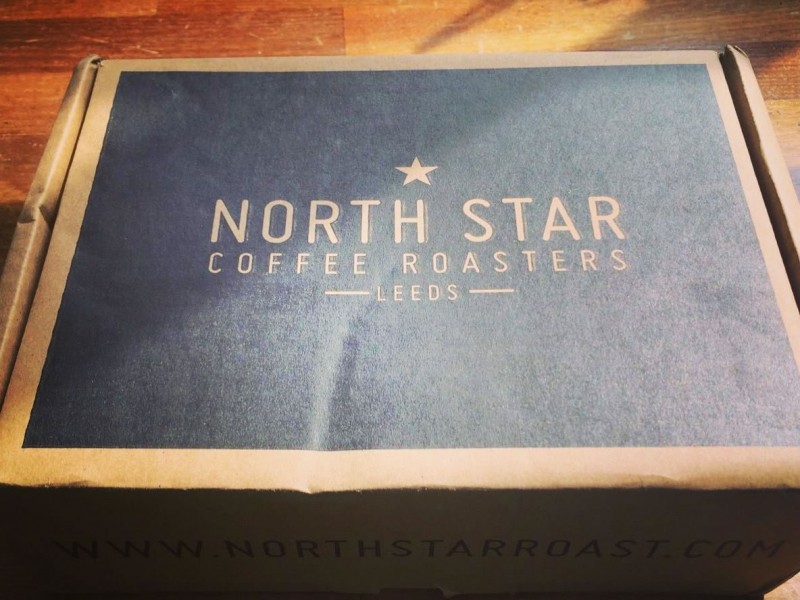 NORTH STAR
COFFEE ROASTERS
LEEDS
WWW.NORTHSTARROAST.COM